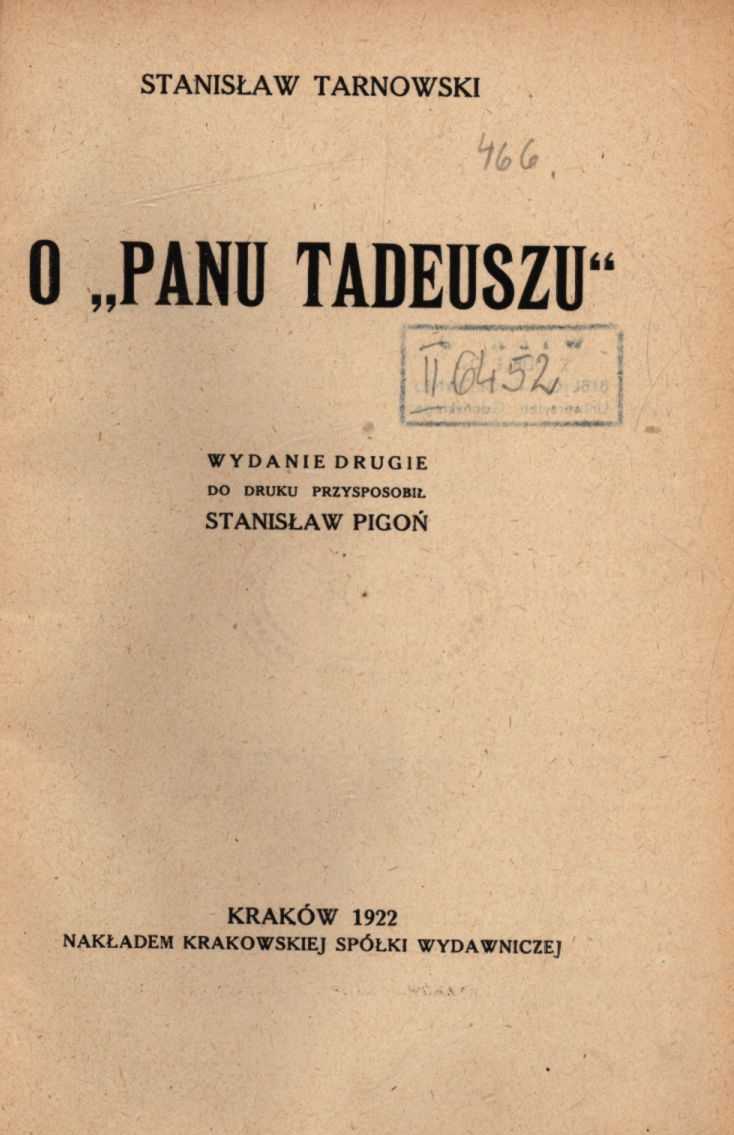 STANISŁAW TARNOWSKI
466.
O „PANU TADEUSZU“
II 6452
WYDANIE DRUGIE
DO DRUKU PRZYSPOSOBIŁ
STANISŁAW PIGOŃ
KRAKÓW 1922
NAKŁADEM KRAKOWSKIEJ SPÓŁKI WYDAWNICZEJ